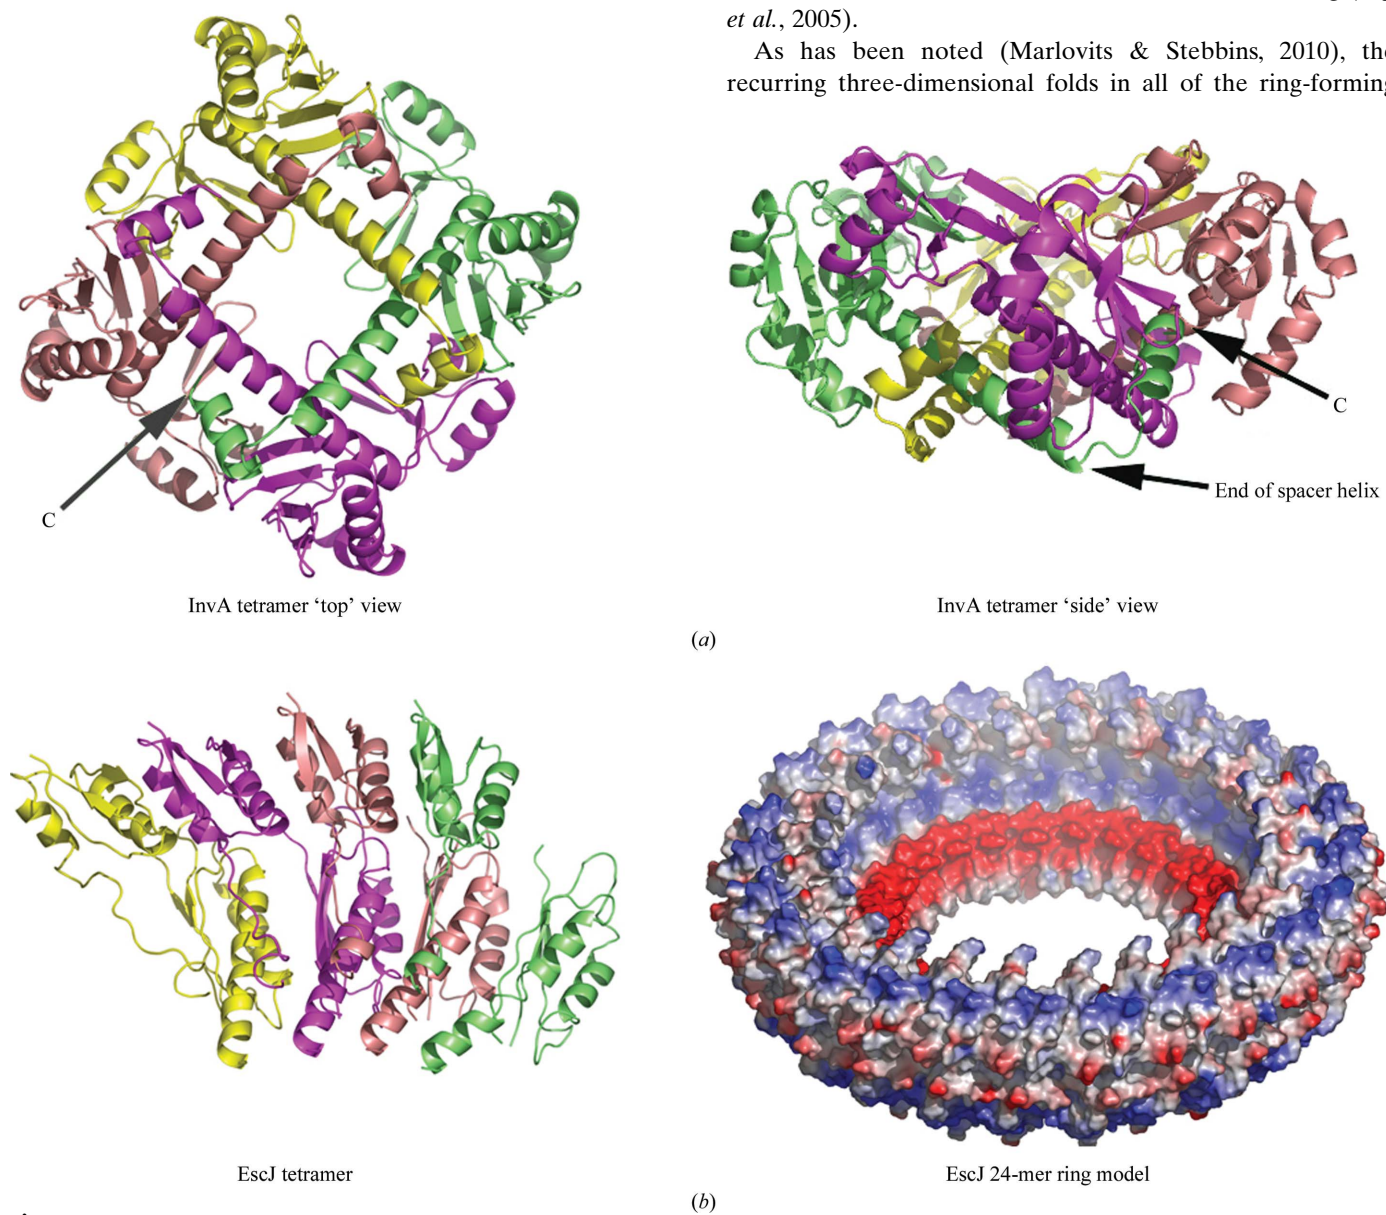 et al., 2005).
As has been noted (Marlovits & Stebbins, 2010), the
recurring three-dimensional folds in all of the ring-forming
C
C
End of spacer helix
InvA tetramer ‘top’ view
InvA tetramer ‘side’ view
(a)
EscJ tetramer
EscJ 24-mer ring model
(b)